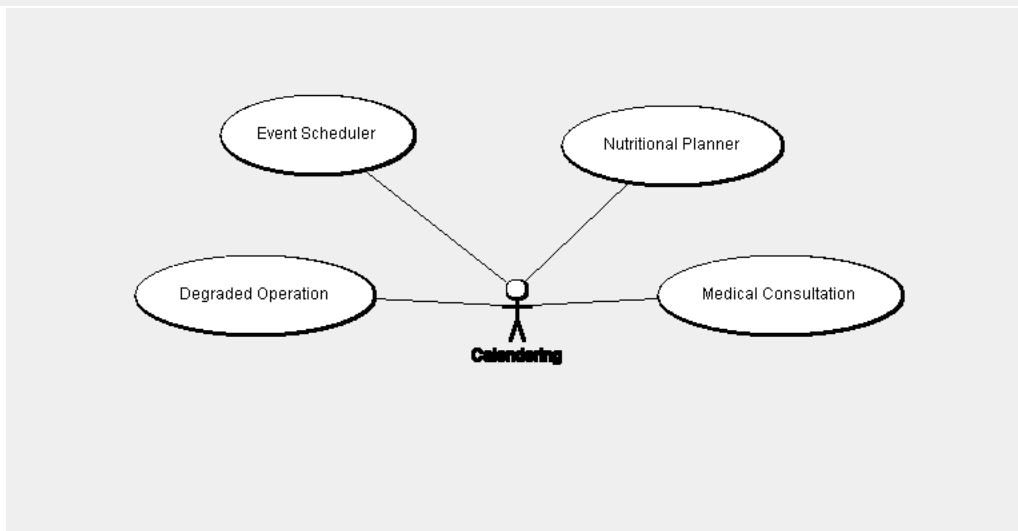 Event Scheduler
Nutritional Planner
Degraded Operation
Medical Consultation
Calendering